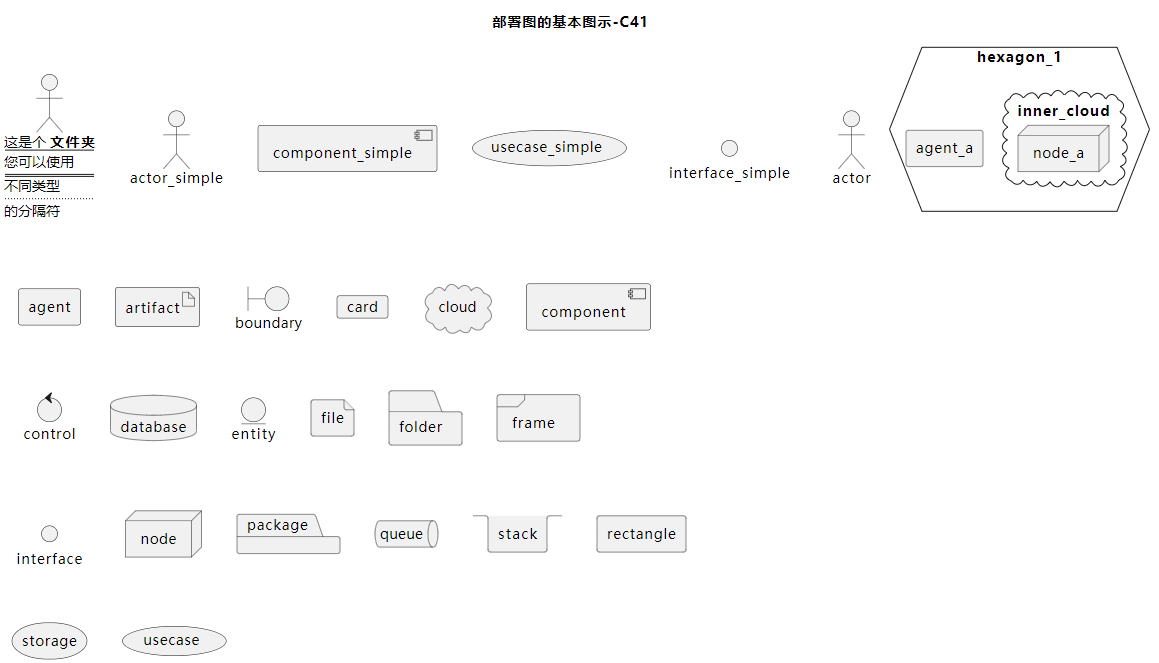 部署图的基本图示-C41
这是个 文件夹
您可以使用
不同类型
的分隔符
actor_simple
component_simple
usecase_simple
interface_simple
actor
hexagon_1
agent_a
inner_cloud
node_a
agent
artifact
boundary
card
cloud
component
control
database
entity
file
folder
frame
interface
node
package
queue
stack
rectangle
storage
usecase